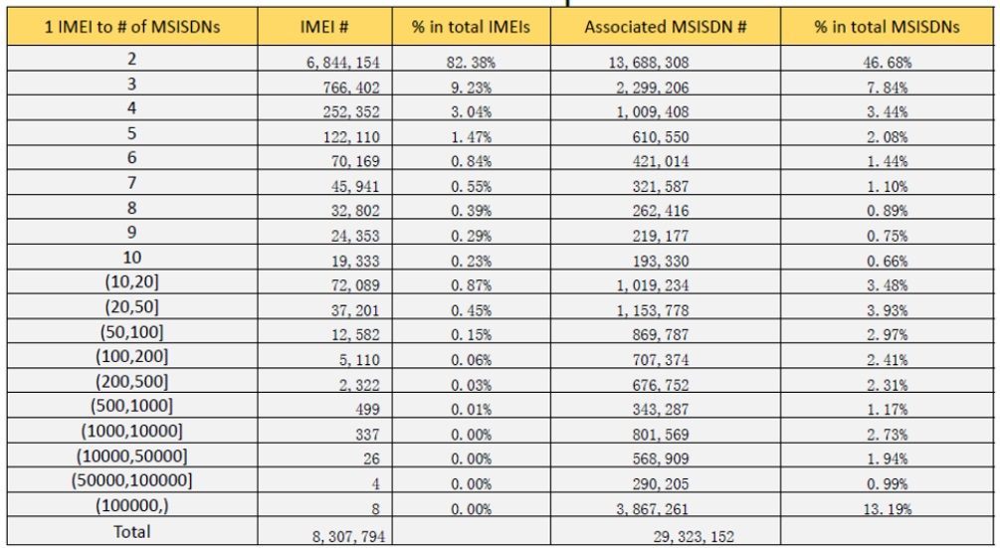 1 IMEI to # of MSISDNs IMEI # % in total IMEIs Associated MSISDN # % in total MSISDNs
2 6,844,154 82.38% 13,688,308 46.68%
3 766,402 9.23% 2,299,206 7.84%
4 252,352 3.04% 1,009,408 3.44%
5 122,110 1.47% 610,550 2.08%
6 70,169 0.84% 421,014 1.44%
7 45,941 0.55% 321,587 1.10%
8 32,802 0.39% 262,416 0.89%
9 24,353 0.29% 219,177 0.75%
10 19,333 0.23% 193,330 0.66%
(10,20] 72,089 0.87% 1,019,234 3.48%
(20,50] 37,201 0.45% 1,153,778 3.93%
(50,100] 12,582 0.15% 869,787 2.97%
(100,200] 5,110 0.06% 707,374 2.41%
(200,500] 2,322 0.03% 676,752 2.31%
(500,1000] 499 0.01% 343,287 1.17%
(1000,10000] 337 0.00% 801,569 2.73%
(10000,50000] 26 0.00% 568,909 1.94%
(50000,100000] 4 0.00% 290,205 0.99%
(100000,) 8 0.00% 3,867,261 13.19%
Total 8,307,794 29,323,152